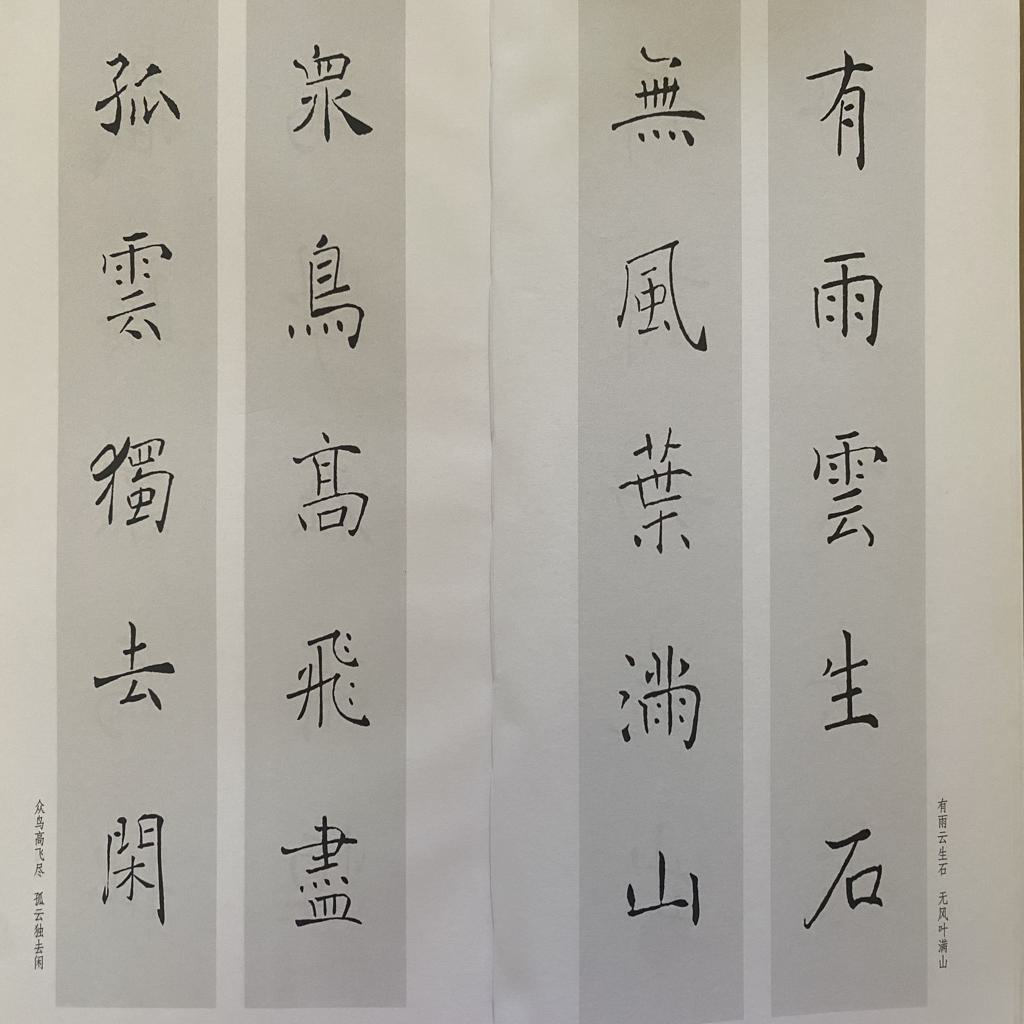 有雨雲生石
無風葉滿山
有雨云生石 无风叶满山
眾鳥高飛盡
孤雲獨去閑
众鸟高飞尽 孤云独去闲